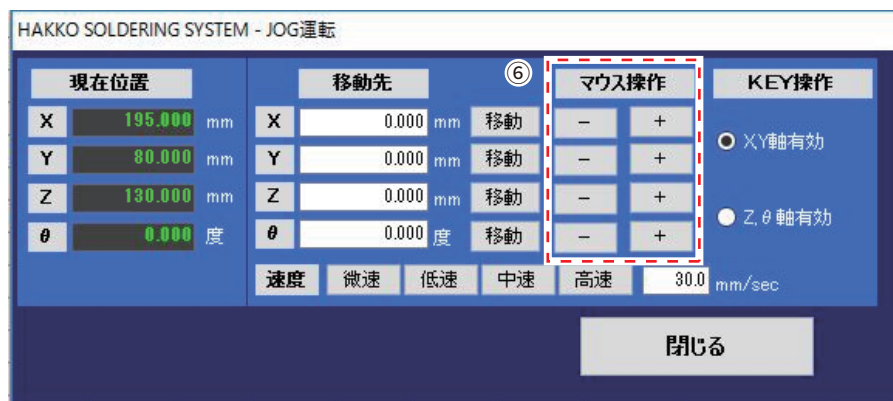 HAKKO SOLDERING SYSTEM - JOG運転
現在位置 移動先 ⑥ マウス操作 KEY操作
X 195.000 mm X 0.000 mm 移動 － ＋
Y 80.000 mm Y 0.000 mm 移動 － ＋ X,Y軸有効
Z 130.000 mm Z 0.000 mm 移動 － ＋
θ 0.000 度 θ 0.000 度 移動 － ＋ Z,θ軸有効
速度 微速 低速 中速 高速 30.0 mm/sec
閉じる